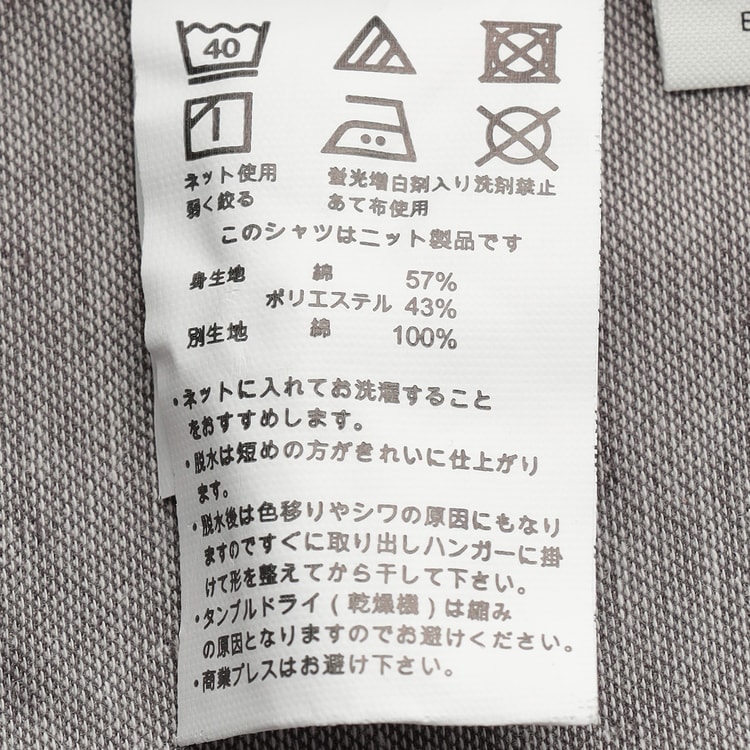 40
ネット使用
弱く絞る
蛍光増白剤入り洗剤禁止
あて布使用
このシャツはニット製品です
身生地 綿 57%
ポリエステル 43%
別生地 綿 100%
・ネットに入れてお洗濯すること
をおすすめします。
・脱水は短めの方がきれいに仕上がり
ます。
・脱水後は色移りやシワの原因にもなり
ますのですぐに取り出しハンガーに掛
けて形を整えてから干して下さい。
・タンブルドライ(乾燥機)は縮み
の原因となりますのでお避けください。
・商業プレスはお避け下さい。